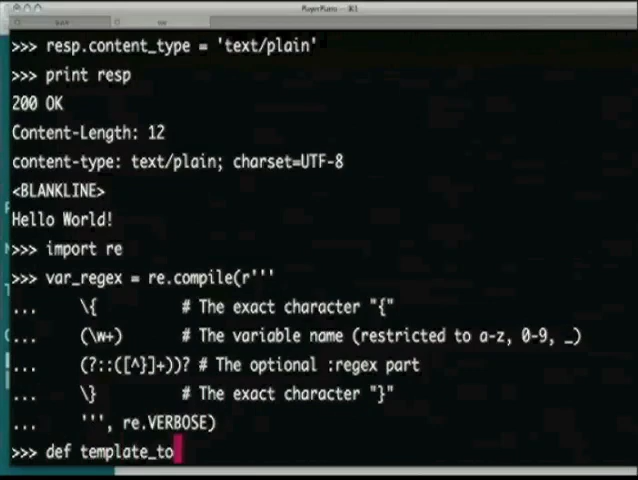 PlayerPiano — ⌘1
>>> resp.content_type = 'text/plain'
>>> print resp
200 OK
Content-Length: 12
content-type: text/plain; charset=UTF-8
<BLANKLINE>
Hello World!
>>> import re
>>> var_regex = re.compile(r'''
...     \{          # The exact character "{"
...     (\w+)       # The variable name (restricted to a-z, 0-9, _)
...     (?::([^}]+))? # The optional :regex part
...     \}          # The exact character "}"
...     ''', re.VERBOSE)
>>> def template_to